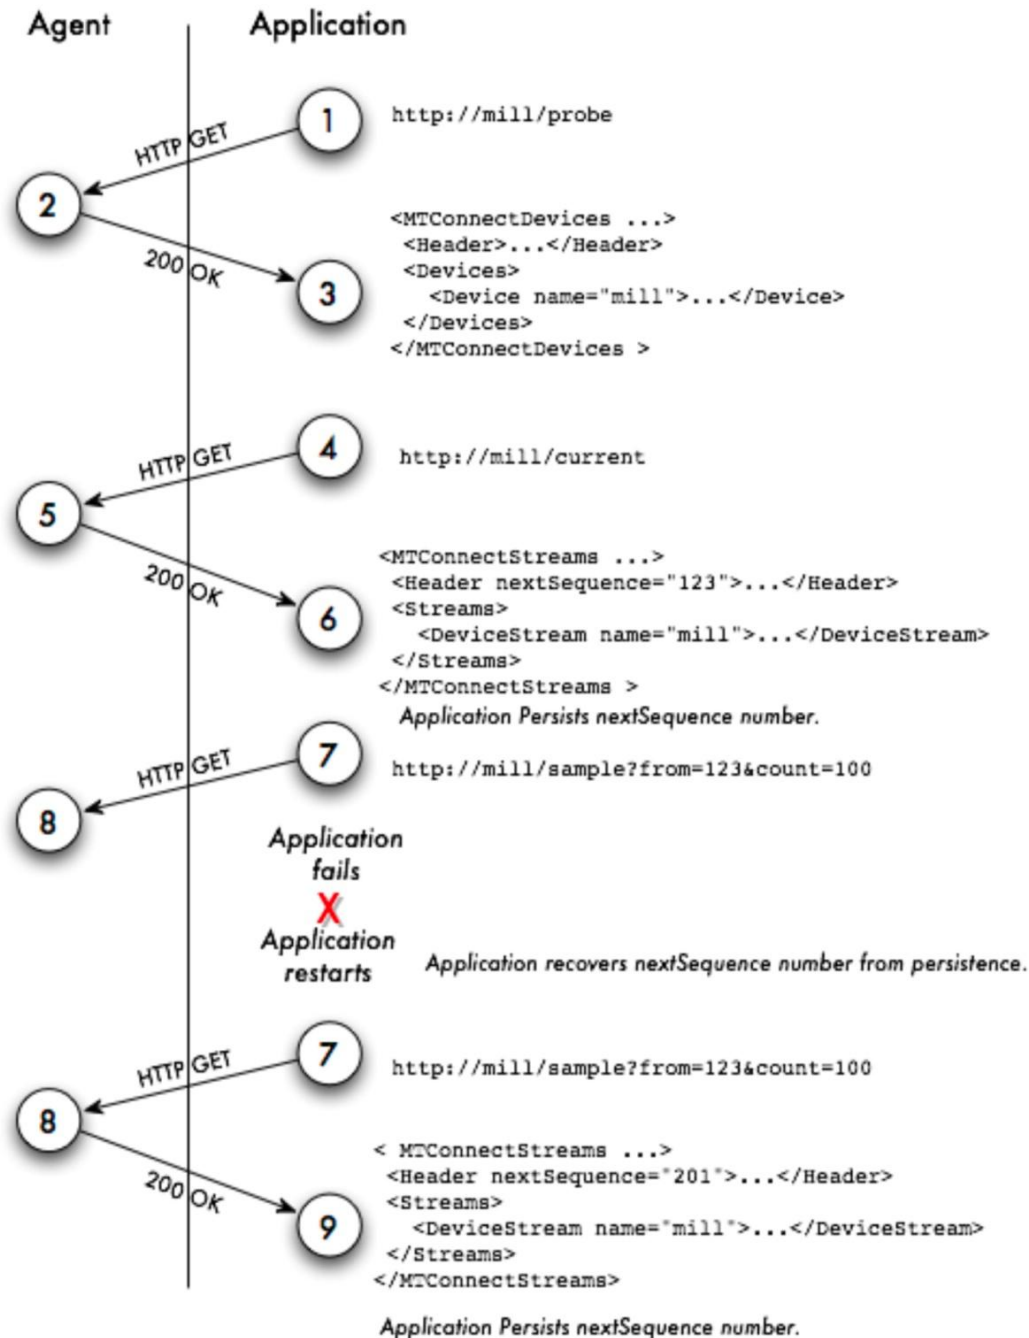 Agent Application
1 http://mill/probe
HTTP GET
2
<MTConnectDevices ...>
<Header>...</Header>
200 OK
<Devices>
3
<Device name="mill">...</Device>
</Devices>
</MTConnectDevices >
4 http://mill/current
HTTP GET
5
<MTConnectStreams ...>
200 OK
<Header nextSequence="123">...</Header>
<Streams>
6
<DeviceStream name="mill">...</DeviceStream>
</Streams>
</MTConnectStreams >
Application Persists nextSequence number.
7 http://mill/sample?from=123&count=100
HTTP GET
8
Application
fails
X
Application
restarts
Application recovers nextSequence number from persistence.
7 http://mill/sample?from=123&count=100
HTTP GET
8
< MTConnectStreams ...>
<Header nextSequence="201">...</Header>
200 OK
<Streams>
9
<DeviceStream name="mill">...</DeviceStream>
</Streams>
</MTConnectStreams>
Application Persists nextSequence number.